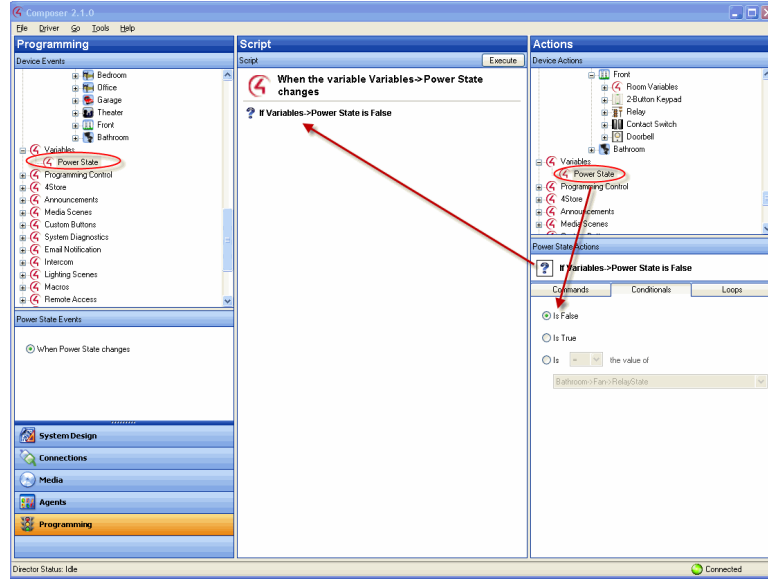 Composer 2.1.0
File Driver Go Tools Help
Programming
Device Events
Bedroom
Office
Garage
Theater
Front
Bathroom
Variables
Power State
Programming Control
4Store
Announcements
Media Scenes
Custom Buttons
System Diagnostics
Email Notification
Intercom
Lighting Scenes
Macros
Remote Access
Power State Events
When Power State changes
System Design
Connections
Media
Agents
Programming
Script
Script Execute
When the variable Variables->Power State
changes
? If Variables->Power State is False
Actions
Device Actions
Front
Room Variables
2-Button Keypad
Relay
Contact Switch
Doorbell
Bathroom
Variables
Power State
Programming Control
4Store
Announcements
Media Scenes
Power State Actions
? If Variables->Power State is False
Commands Conditionals Loops
Is False
Is True
Is = the value of
Bathroom->Fan->RelayState
Director Status: Idle
Connected